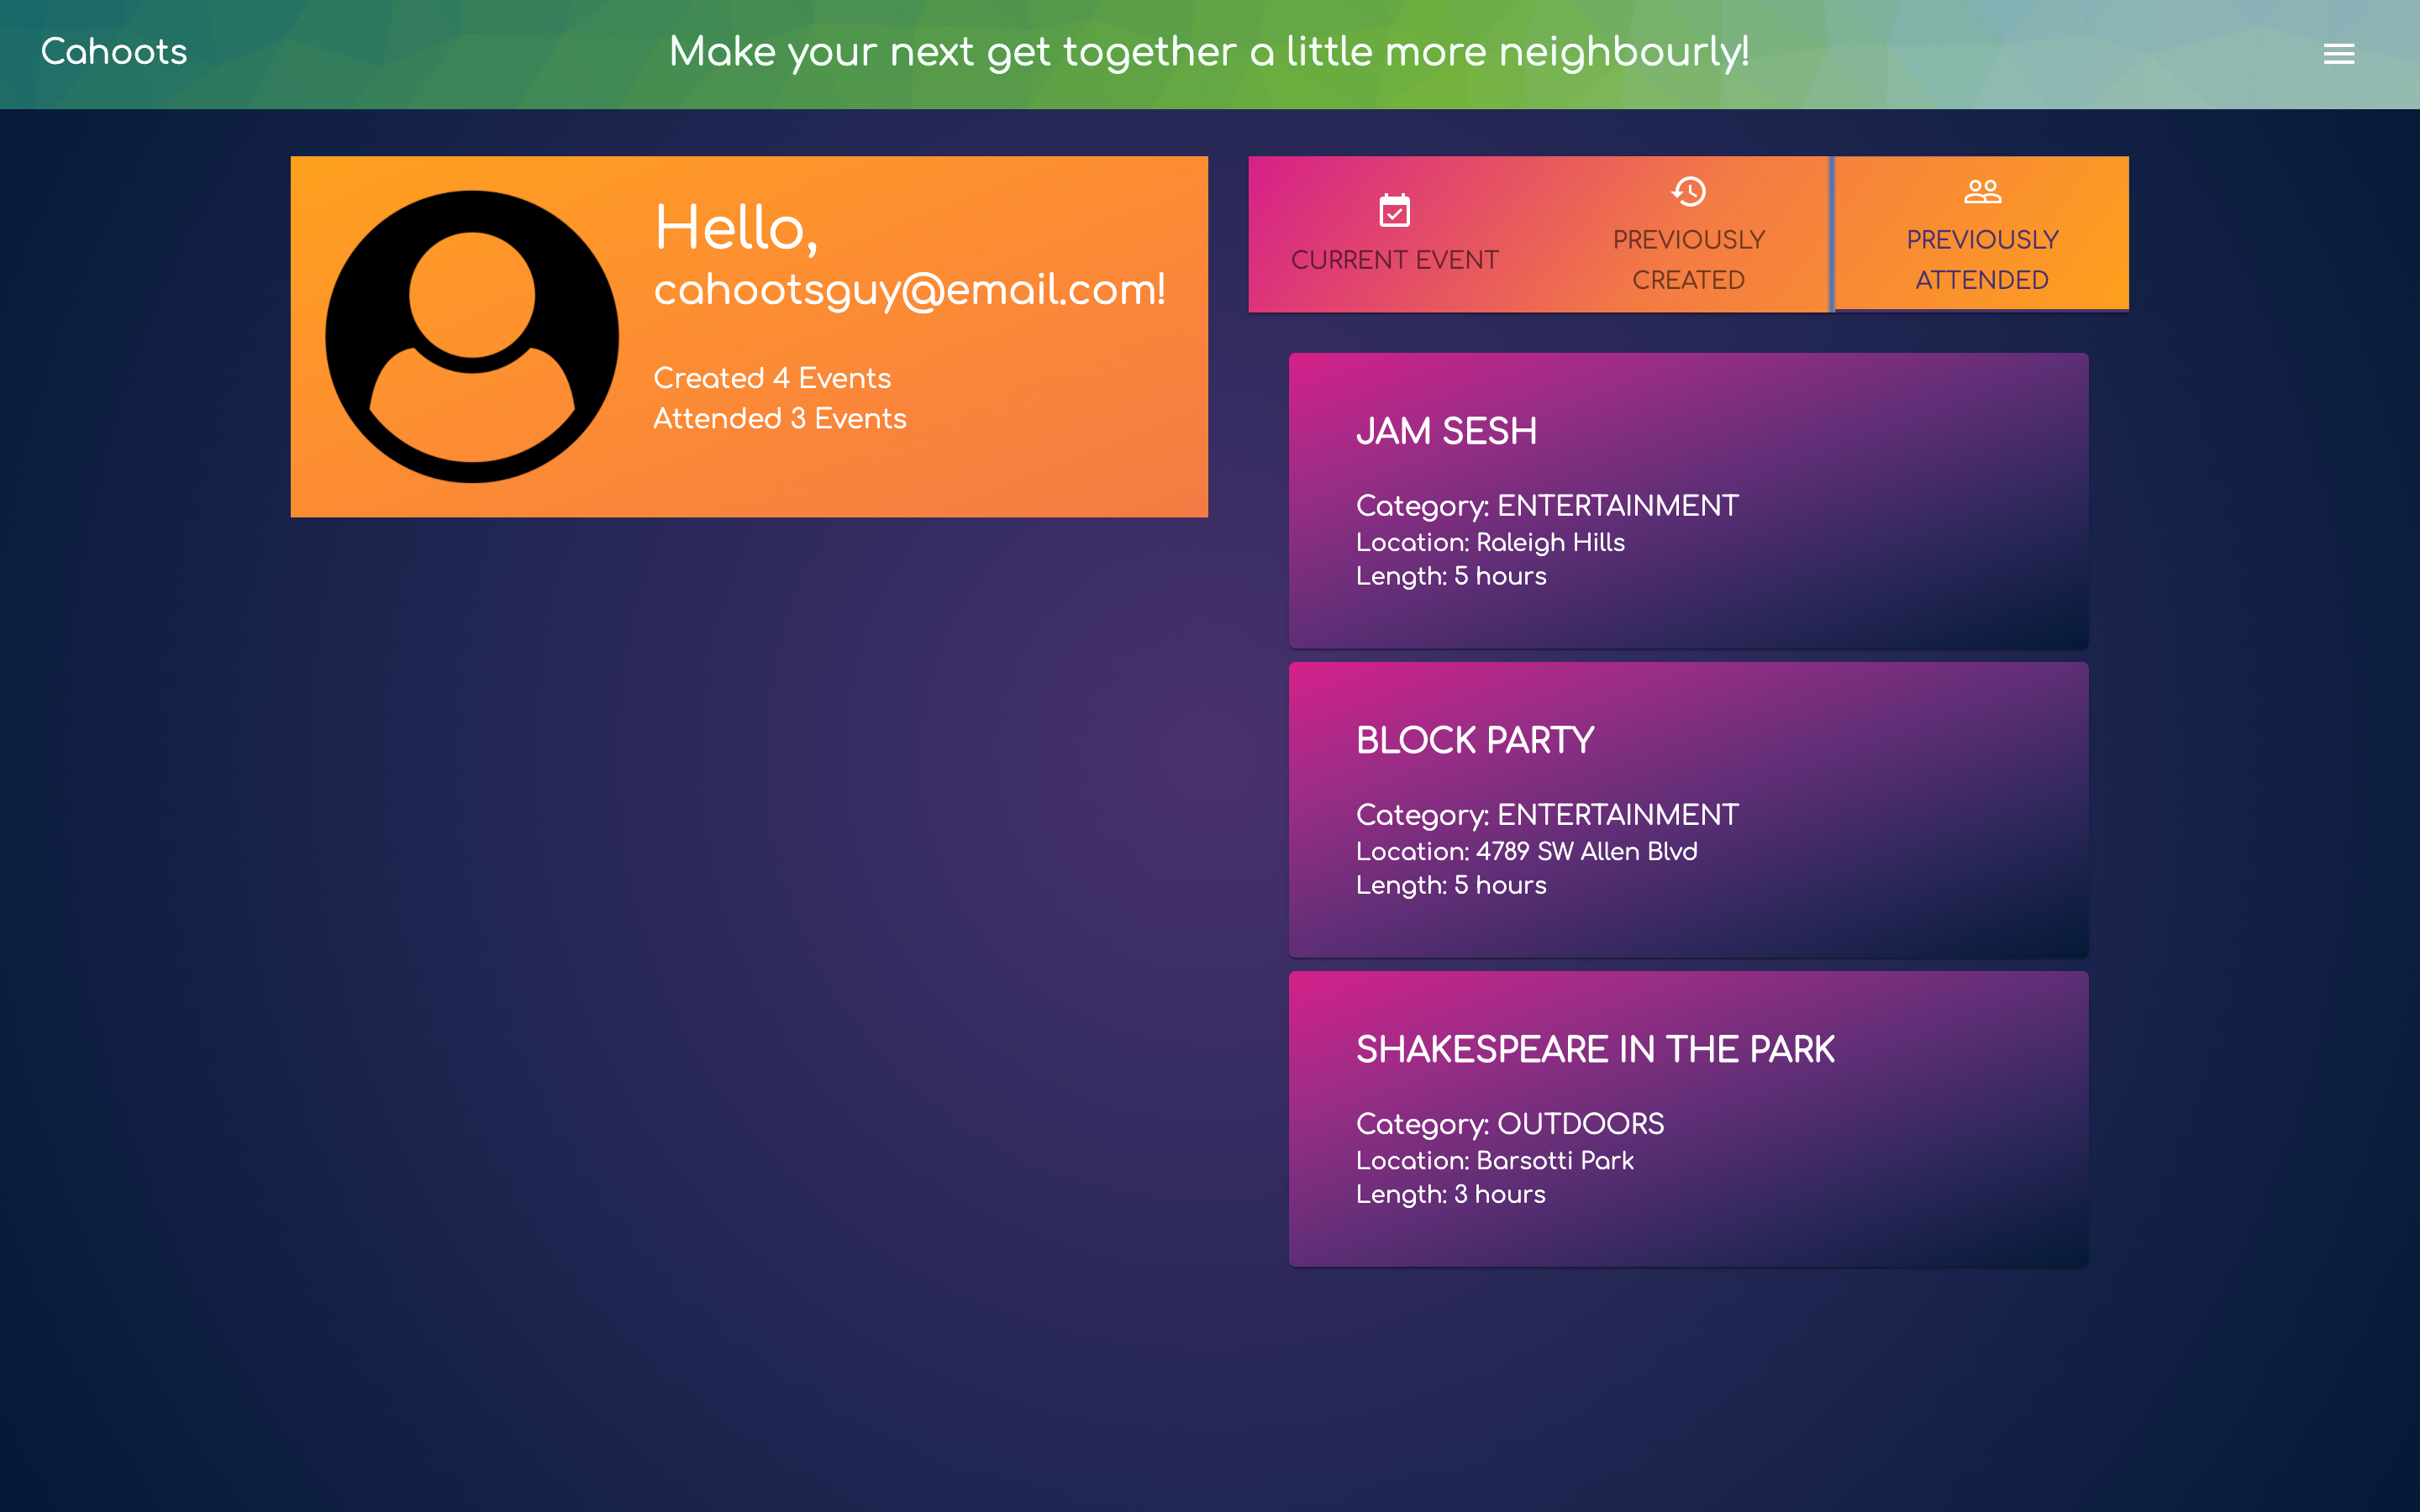 Cahoots
Make your next get together a little more neighbourly!
Hello,
cahootsguy@email.com!
Created 4 Events
Attended 3 Events
CURRENT EVENT
PREVIOUSLY
CREATED
PREVIOUSLY
ATTENDED
JAM SESH
Category: ENTERTAINMENT
Location: Raleigh Hills
Length: 5 hours
BLOCK PARTY
Category: ENTERTAINMENT
Location: 4789 SW Allen Blvd
Length: 5 hours
SHAKESPEARE IN THE PARK
Category: OUTDOORS
Location: Barsotti Park
Length: 3 hours